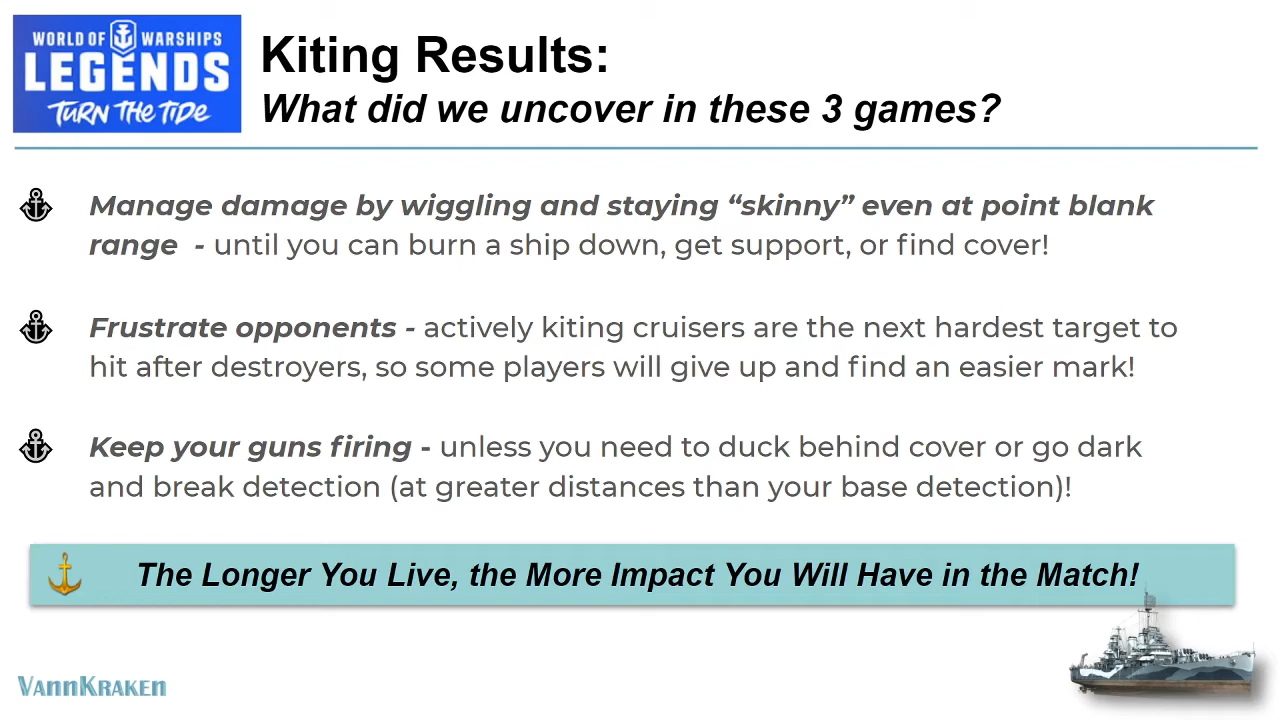 WORLD OF WARSHIPS
LEGENDS
TURN THE TIDE
Kiting Results:
What did we uncover in these 3 games?
Manage damage by wiggling and staying “skinny” even at point blank
range - until you can burn a ship down, get support, or find cover!
Frustrate opponents - actively kiting cruisers are the next hardest target to
hit after destroyers, so some players will give up and find an easier mark!
Keep your guns firing - unless you need to duck behind cover or go dark
and break detection (at greater distances than your base detection)!
The Longer You Live, the More Impact You Will Have in the Match!
VANNKRAKEN